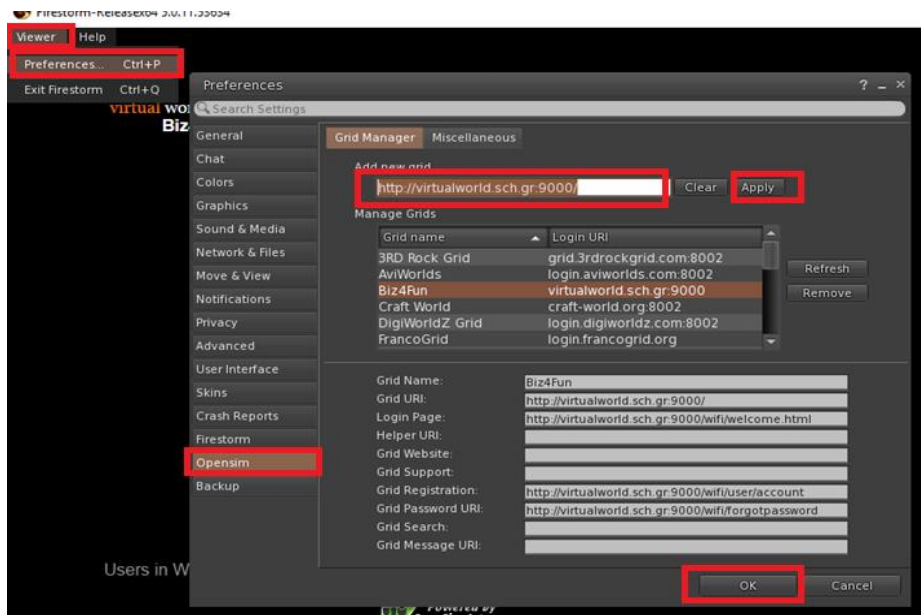 Firestorm-Releasex64 5.0.11.53634
Viewer Help
Preferences... Ctrl+P
Exit Firestorm Ctrl+Q
virtual wor
Biz
Preferences ? _ ×
Search Settings
General
Chat
Colors
Graphics
Sound & Media
Network & Files
Move & View
Notifications
Privacy
Advanced
User Interface
Skins
Crash Reports
Firestorm
Opensim
Backup
Grid Manager Miscellaneous
Add new grid
http://virtualworld.sch.gr:9000/ Clear Apply
Manage Grids
Grid name Login URI
3RD Rock Grid grid.3rdrockgrid.com:8002
AviWorlds login.aviworlds.com:8002
Biz4Fun virtualworld.sch.gr:9000
Craft World craft-world.org:8002
DigiWorldZ Grid login.digiworldz.com:8002
FrancoGrid login.francogrid.org
Refresh
Remove
Grid Name: Biz4Fun
Grid URI: http://virtualworld.sch.gr:9000/
Login Page: http://virtualworld.sch.gr:9000/wifi/welcome.html
Helper URI:
Grid Website:
Grid Support:
Grid Registration: http://virtualworld.sch.gr:9000/wifi/user/account
Grid Password URI: http://virtualworld.sch.gr:9000/wifi/forgotpassword
Grid Search:
Grid Message URI:
OK Cancel
Users in W
Powered by